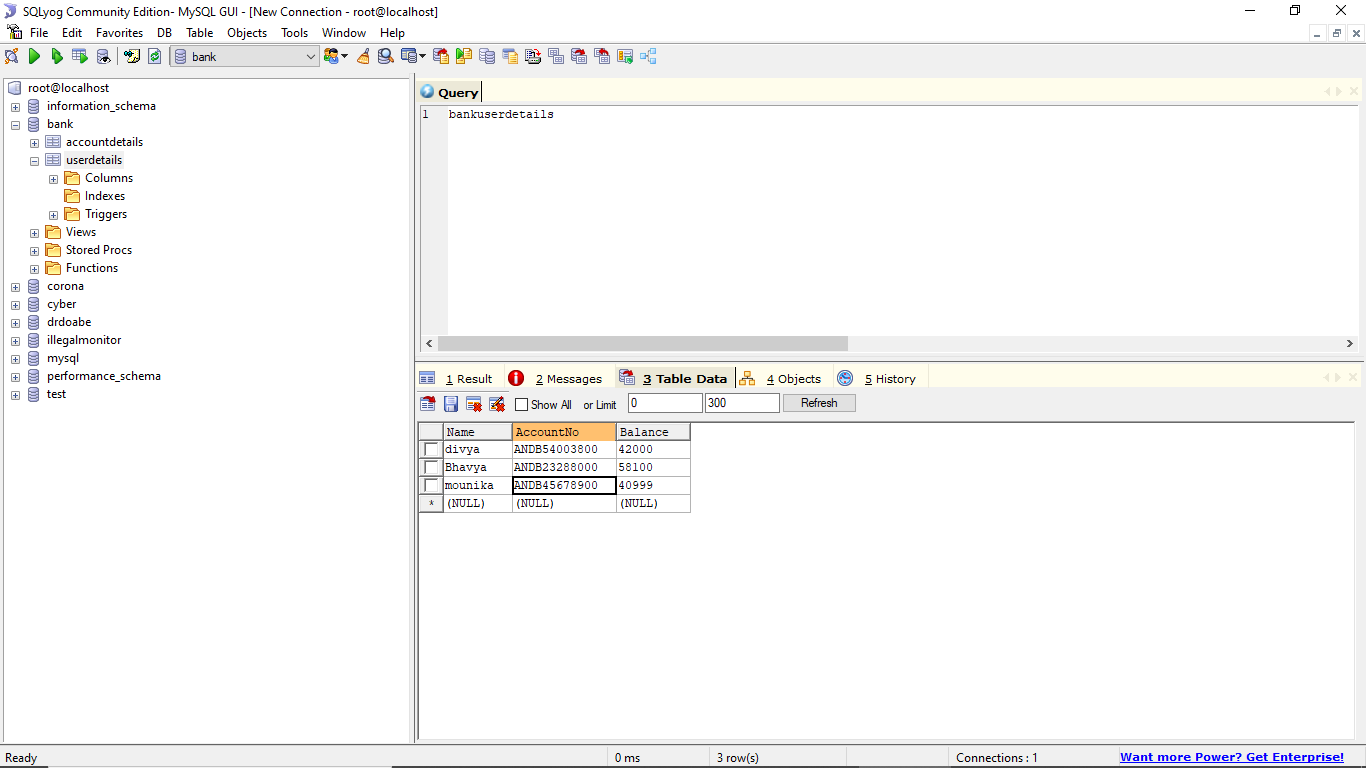 SQLyog Community Edition- MySQL GUI - [New Connection - root@localhost]
File Edit Favorites DB Table Objects Tools Window Help
bank
root@localhost
information_schema
bank
accountdetails
userdetails
Columns
Indexes
Triggers
Views
Stored Procs
Functions
corona
cyber
drdoabe
illegalmonitor
mysql
performance_schema
test
Query
1 bankuserdetails
1 Result 2 Messages 3 Table Data 4 Objects 5 History
Show All or Limit 0 300 Refresh
Name AccountNo Balance
divya ANDB54003800 42000
Bhavya ANDB23288000 58100
mounika ANDB45678900 40999
* (NULL) (NULL) (NULL)
Ready 0 ms 3 row(s) Connections : 1 Want more Power? Get Enterprise!